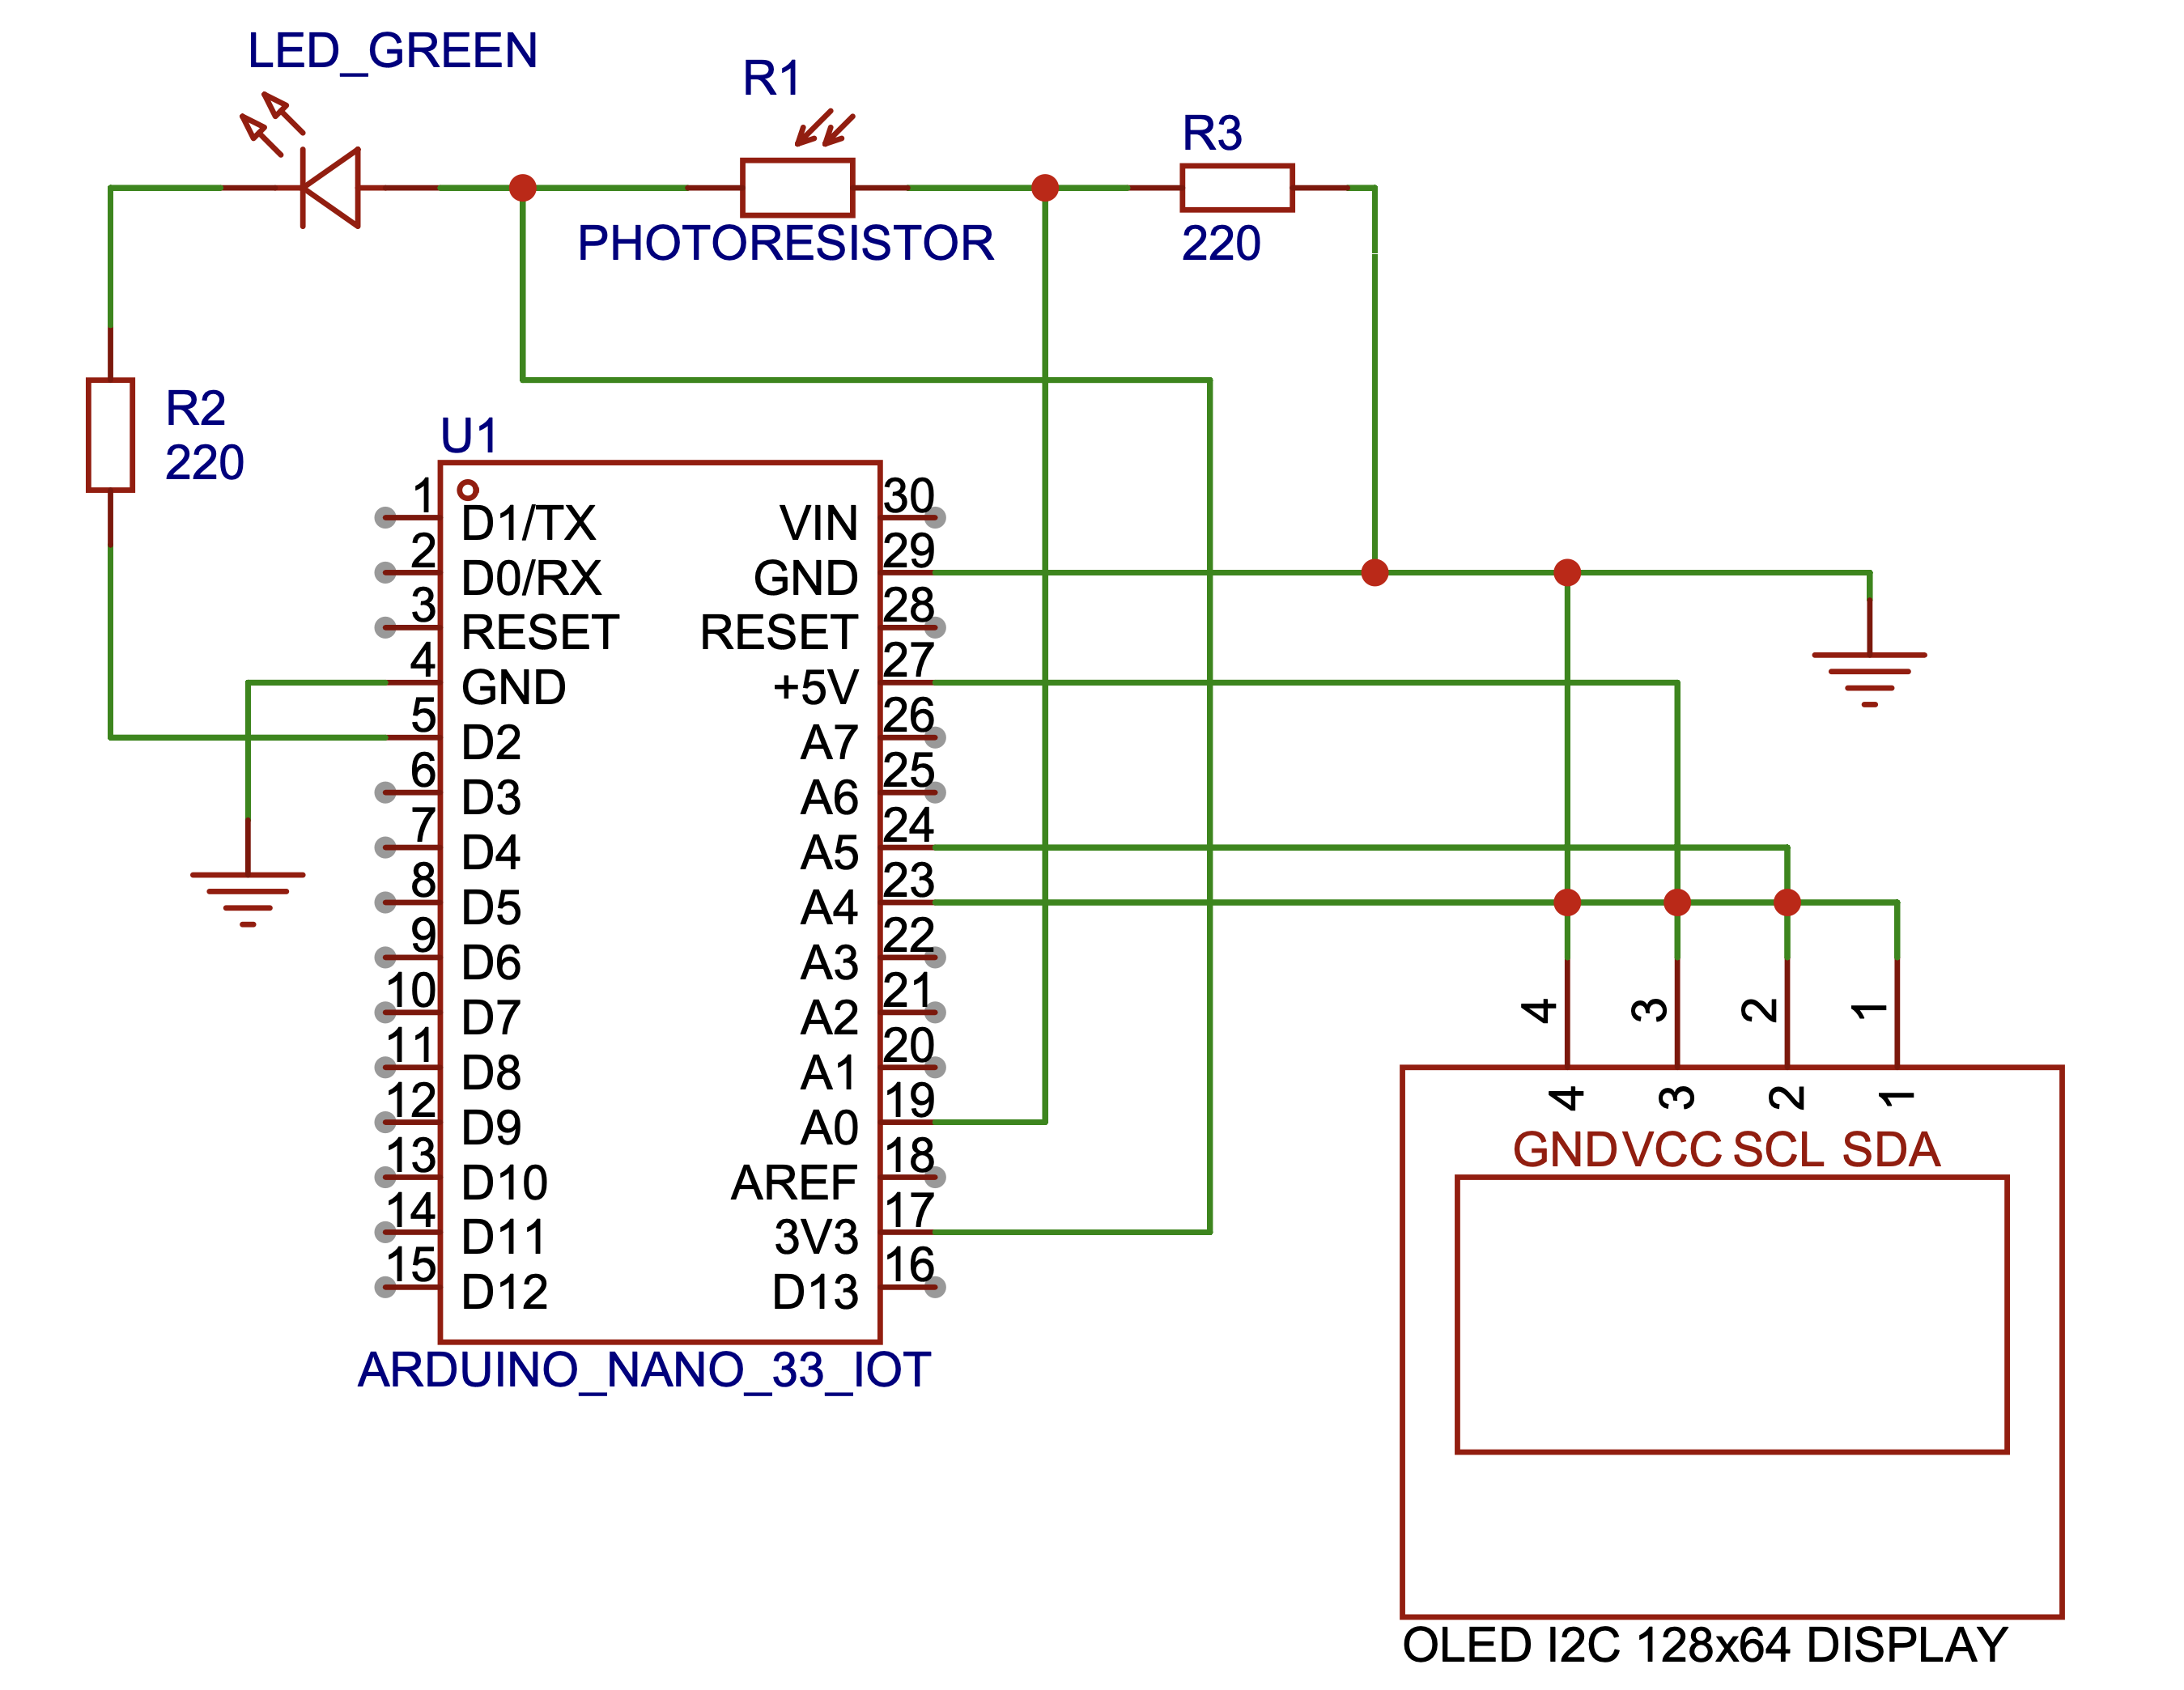 LED_GREEN
R1
PHOTORESISTOR
R3
220
R2
220
U1
1 D1/TX VIN 30
2 D0/RX GND 29
3 RESET RESET 28
4 GND +5V 27
5 D2 A7 26
6 D3 A6 25
7 D4 A5 24
8 D5 A4 23
9 D6 A3 22
10 D7 A2 21
11 D8 A1 20
12 D9 A0 19
13 D10 AREF 18
14 D11 3V3 17
15 D12 D13 16
ARDUINO_NANO_33_IOT
4 3 2 1
4 3 2 1
GND VCC SCL SDA
OLED I2C 128x64 DISPLAY